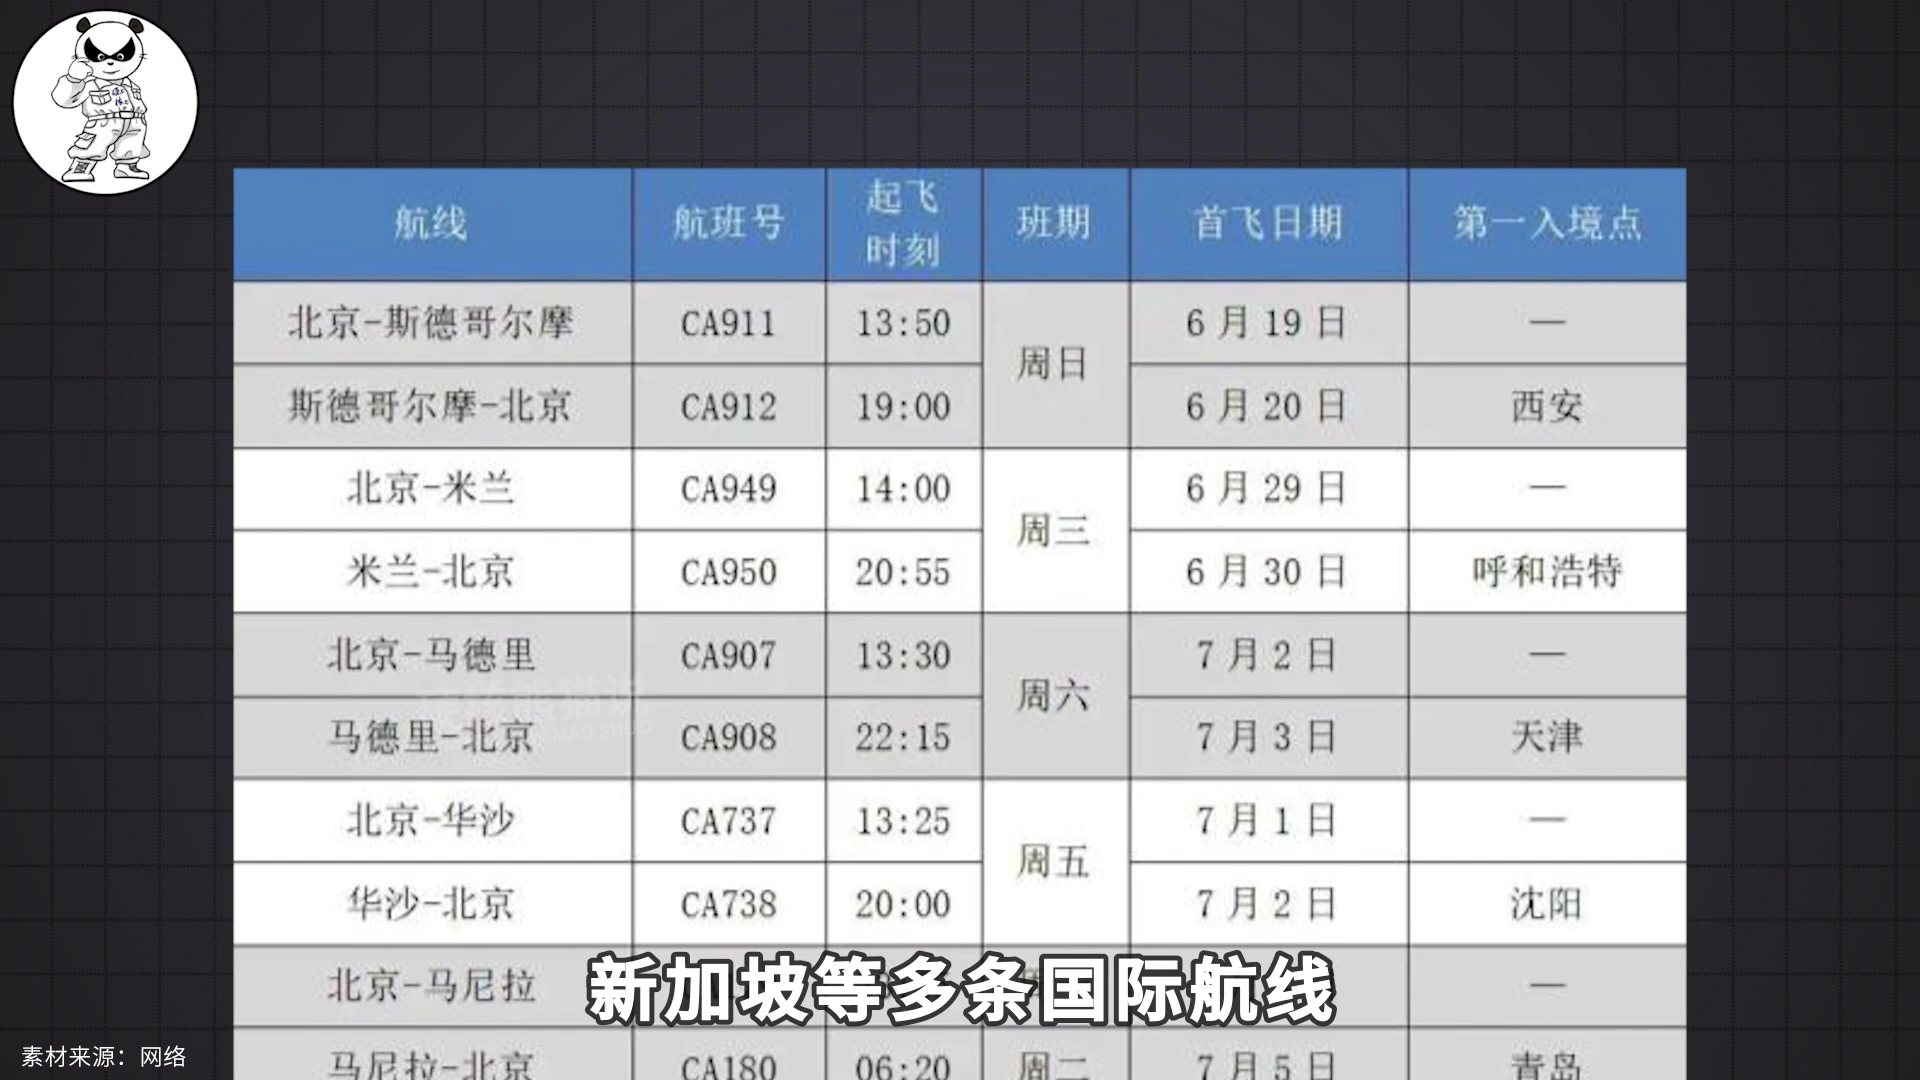 航线 航班号 起飞时刻 班期 首飞日期 第一入境点
北京-斯德哥尔摩 CA911 13:50 周日 6月19日 —
斯德哥尔摩-北京 CA912 19:00 6月20日 西安
北京-米兰 CA949 14:00 周三 6月29日 —
米兰-北京 CA950 20:55 6月30日 呼和浩特
北京-马德里 CA907 13:30 周六 7月2日 —
马德里-北京 CA908 22:15 7月3日 天津
北京-华沙 CA737 13:25 周五 7月1日 —
华沙-北京 CA738 20:00 7月2日 沈阳
北京-马尼拉 —
新加坡等多条国际航线
马尼拉-北京 CA180 06:20 周二 7月5日 青岛
素材来源：网络